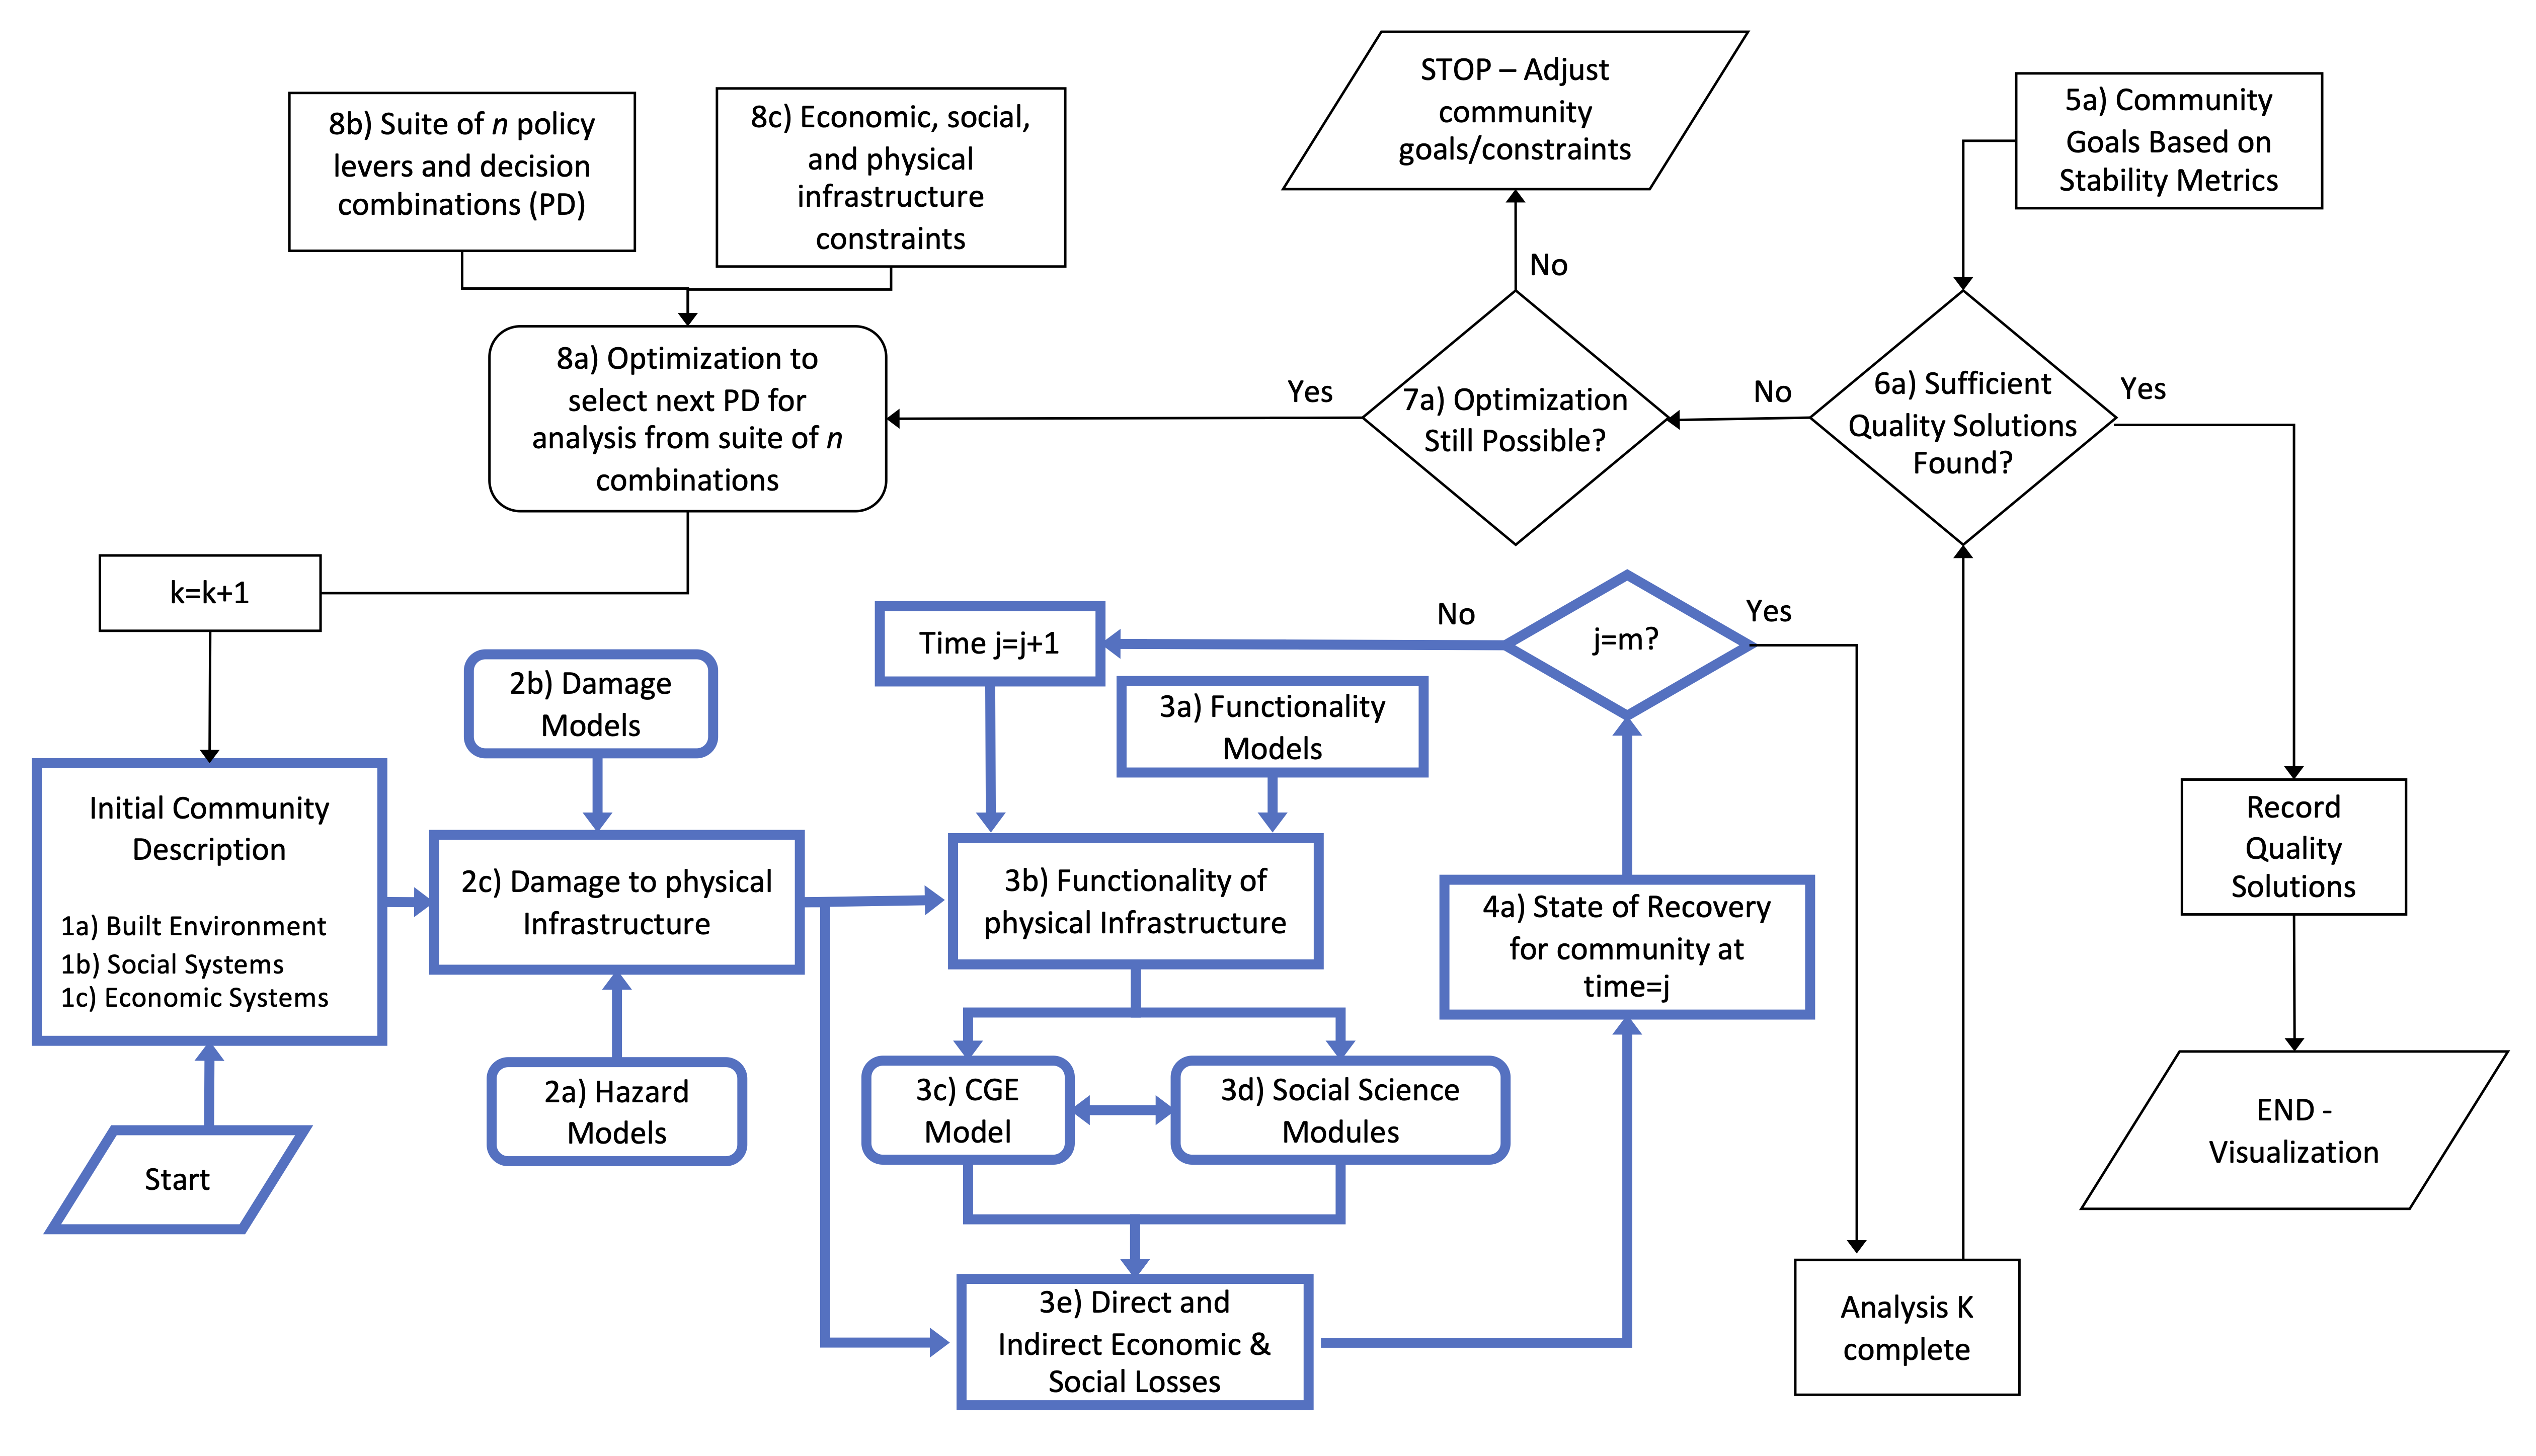 STOP – Adjust
community
goals/constraints
8b) Suite of n policy
levers and decision
combinations (PD)
8c) Economic, social,
and physical
infrastructure
constraints
5a) Community
Goals Based on
Stability Metrics
No
8a) Optimization to
select next PD for
analysis from suite of n
combinations
Yes
7a) Optimization
Still Possible?
No
6a) Sufficient
Quality Solutions
Found?
Yes
k=k+1
Time j=j+1
No
j=m?
Yes
2b) Damage
Models
3a) Functionality
Models
Initial Community
Description
1a) Built Environment
1b) Social Systems
1c) Economic Systems
2c) Damage to physical
Infrastructure
3b) Functionality of
physical Infrastructure
4a) State of Recovery
for community at
time=j
Record
Quality
Solutions
2a) Hazard
Models
3c) CGE
Model
3d) Social Science
Modules
Start
END -
Visualization
3e) Direct and
Indirect Economic &
Social Losses
Analysis K
complete